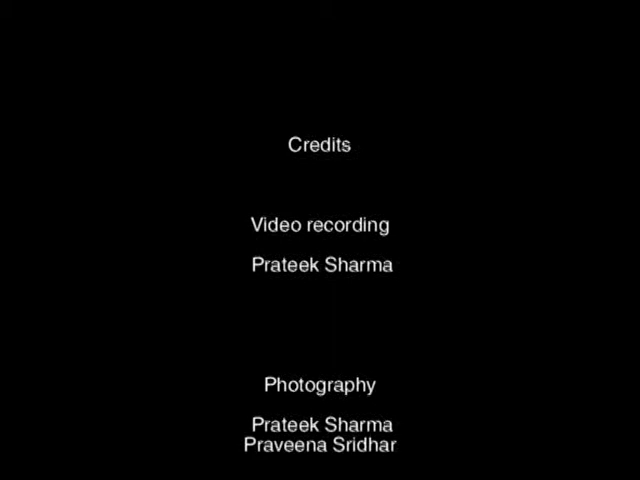 Credits
Video recording
Prateek Sharma
Photography
Prateek Sharma
Praveena Sridhar